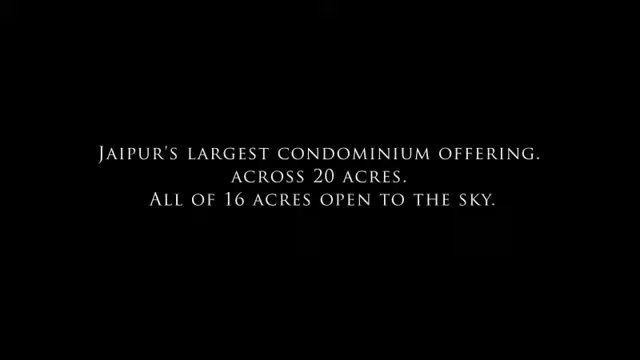 Jaipur's largest condominium offering.
across 20 acres.
All of 16 acres open to the sky.